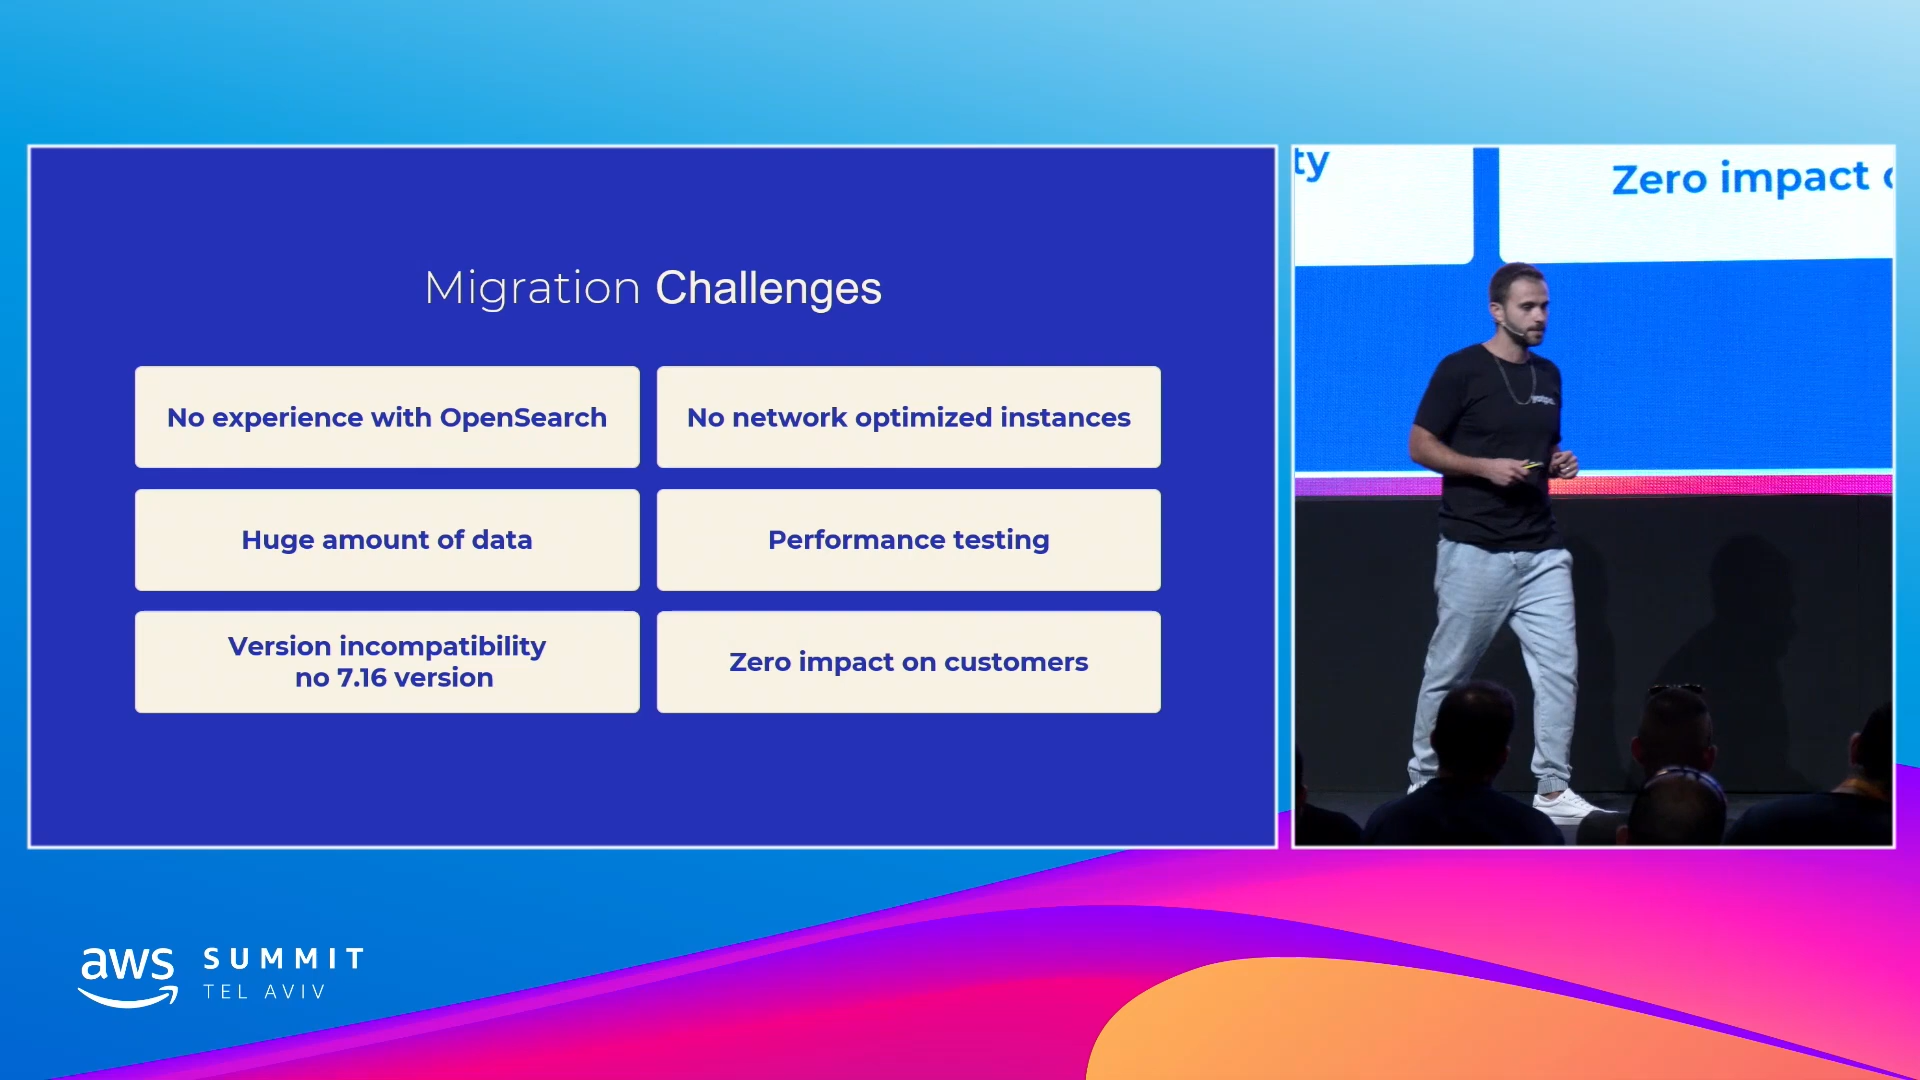 Migration Challenges
No experience with OpenSearch
No network optimized instances
Huge amount of data
Performance testing
Version incompatibility
no 7.16 version
Zero impact on customers
ty
Zero impact
aws SUMMIT
TEL AVIV